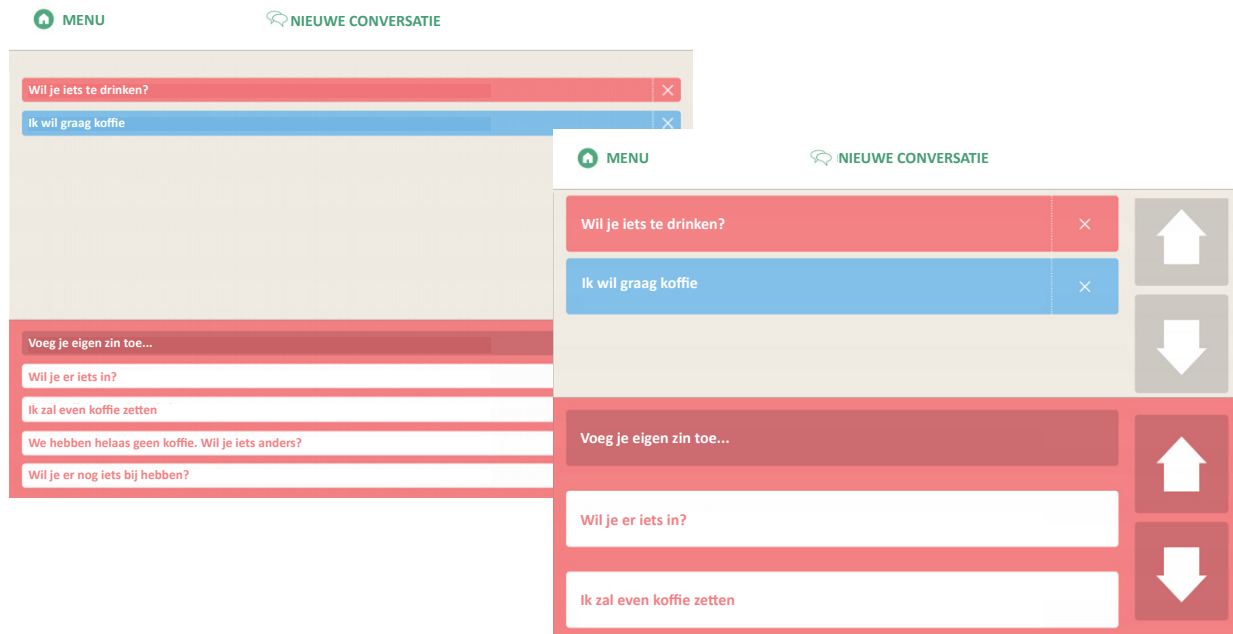 MENU
NIEUWE CONVERSATIE
Wil je iets te drinken?
Ik wil graag koffie
Voeg je eigen zin toe...
Wil je er iets in?
Ik zal even koffie zetten
We hebben helaas geen koffie. Wil je iets anders?
Wil je er nog iets bij hebben?
MENU
NIEUWE CONVERSATIE
Wil je iets te drinken?
Ik wil graag koffie
Voeg je eigen zin toe...
Wil je er iets in?
Ik zal even koffie zetten